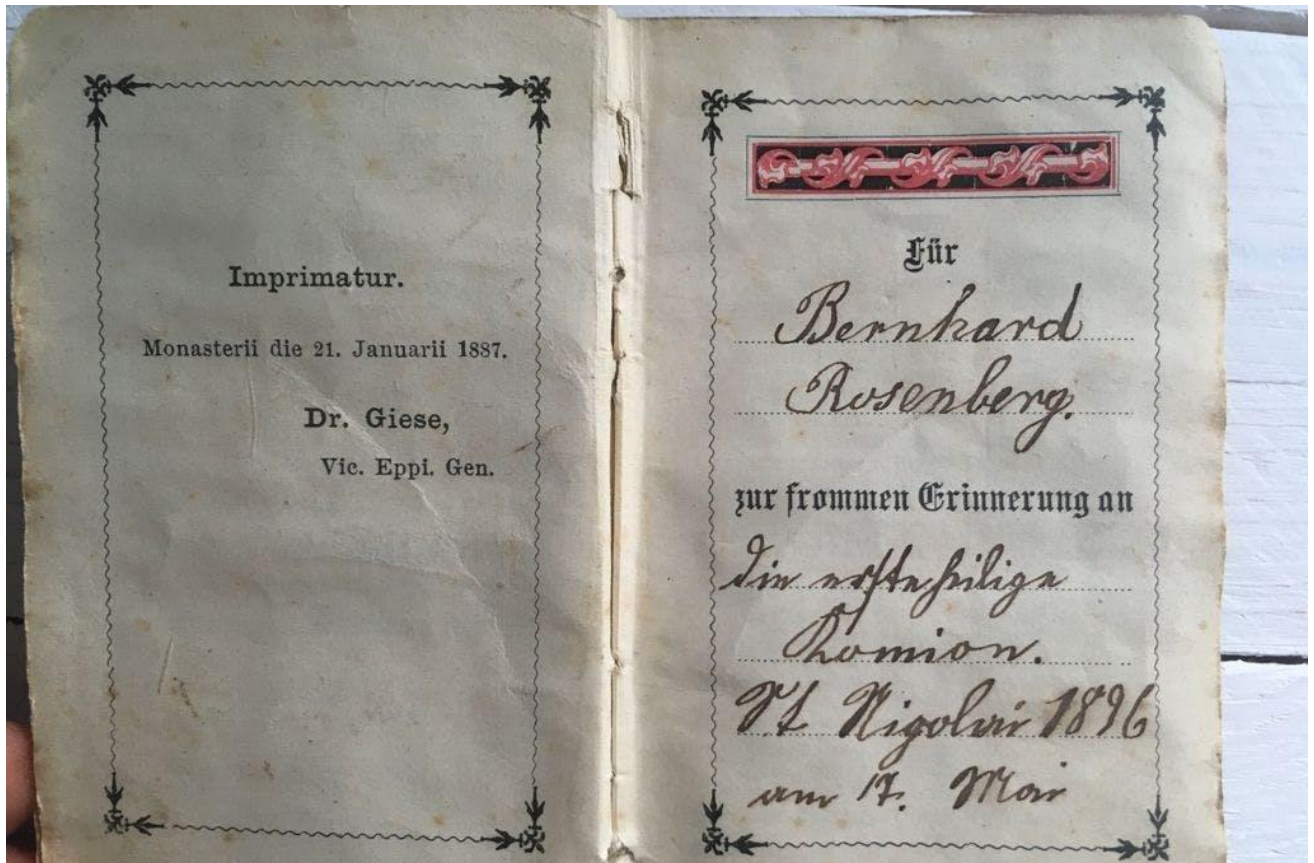 Imprimatur.
Monasterii die 21. Januarii 1887.
Dr. Giese,
Vic. Eppi. Gen.
Für
Bernhard
Rosenberg.
zur frommen Erinnerung an
die erste heilige
Komion.
St Nigolai 1896
am 17. Mai